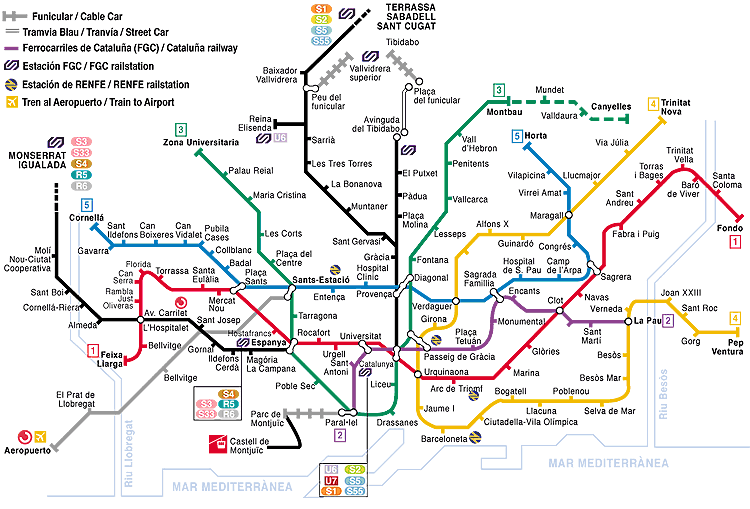 Funicular / Cable Car
Tramvia Blau / Tranvía / Street Car
Ferrocarriles de Cataluña (FGC) / Cataluña railway
Estación FGC / FGC railstation
Estación de RENFE / RENFE railstation
Tren al Aeropuerto / Train to Airport
S1
S2
S5
S55
TERRASSA
SABADELL
SANT CUGAT
Tibidabo
Vallvidrera
superior
Baixador
Vallvidrera
Peu del
funicular
Plaça
del funicular
Avinguda
del Tibidabo
Reina
Elisenda
U6
Sarrià
Les Tres Torres
La Bonanova
Muntaner
Sant Gervasi
El Putxet
Pàdua
Plaça
Molina
Gràcia
3
Zona Universitaria
Palau Reial
Maria Cristina
Les Corts
Plaça del
Centre
3
Montbau
Mundet
Valldaura
Canyelles
Vall
d'Hebron
Penitents
Vallcarca
Lesseps
Fontana
Diagonal
5
Horta
Vilapicina
Virrei Amat
Maragall
Congrés
4
Trinitat
Nova
Via Júlia
Llucmajor
Alfons X
Guinardó
Trinitat
Vella
Torras
i Bages
Baró
de Viver
Sant
Andreu
Fabra i Puig
Santa
Coloma
Fondo
1
MONSERRAT
IGUALADA
S3
S33
S4
R5
R6
5
Cornellá
Gavarra
Sant
Ildefons
Can
Boixeres
Can
Vidalet
Pubila
Cases
Collblanc
Badal
Plaça
Sants
Sants-Estació
Entença
Hospital
Clínic
Provença
Verdaguer
Sagrada
Famíllia
Hospital
de S. Pau
Camp
de L'Arpa
Sagrera
Molí
Nou-Ciutat
Cooperativa
Sant Boi
Cornellá-Riera
Almeda
Florida
Can
Serra
Rambla
Just
Oliveras
Torrassa
Santa
Eulália
Mercat
Nou
Av. Carrilet
L'Hospitalet
Sant Josep
Hostafrancs
Espanya
Tarragona
Rocafort
Urgell
Universitat
Girona
Encants
Plaça
Teluán
Monumental
Clot
Navas
Verneda
La Pau
2
Joan XXIII
Sant Roc
Gorg
4
Pep
Ventura
1
Feixa
Llarga
Bellvitge
Bellvitge
Gornal
Ildefons
Cerdà
Magòria
La Campana
Sant
Antoni
Catalunya
Passeig de Gràcia
Urquinaona
Glòries
Marina
Arc de Triomf
Sant
Martí
Besòs
Besòs Mar
Poblenou
Selva de Mar
Bogatell
Llacuna
Ciutadella-Vila Olímpica
Jaume I
Barceloneta
Liceu
Drassanes
Poble Sec
Paral•lel
2
Parc de
Montjuïc
Castell de
Montjuïc
S4
S3
R5
S33
R6
El Prat de
Llobregat
Aeropuerto
Riu Llobregat
Riu Besòs
MAR MEDITERRÀNEA
MAR MEDITERRÀNEA
U6
S2
U7
S5
S1
S55